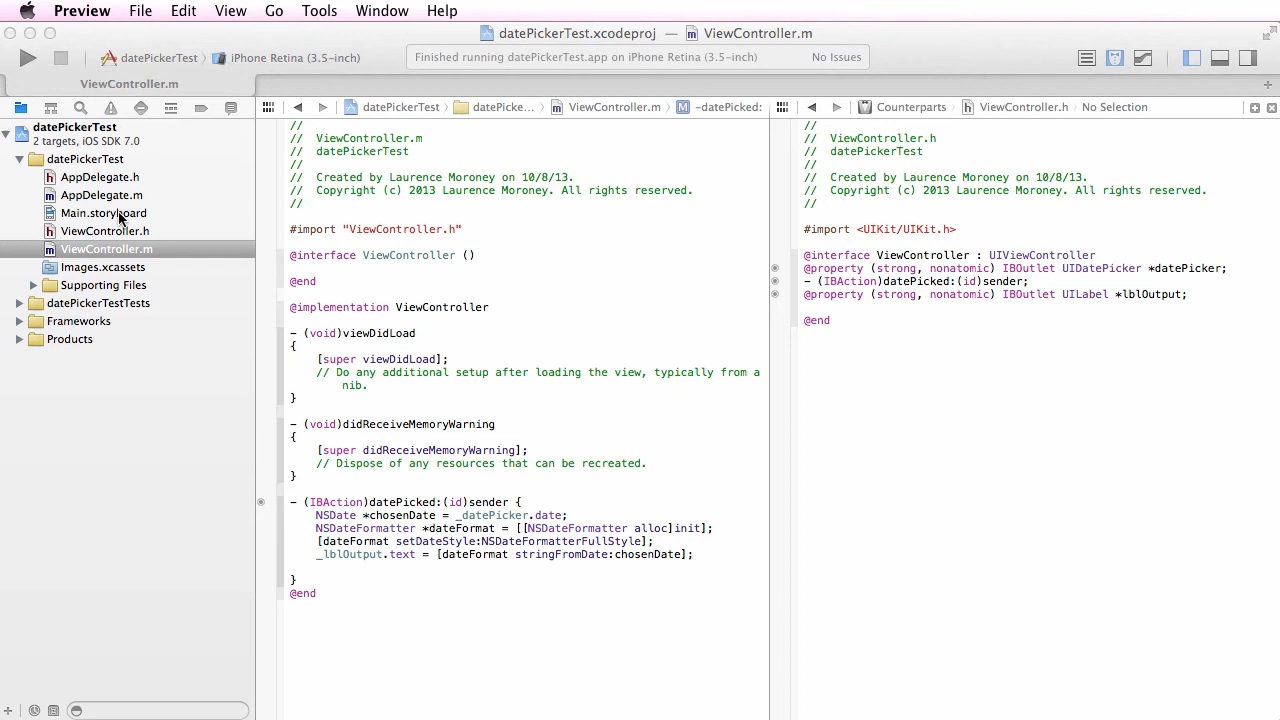 Preview File Edit View Go Tools Window Help
datePickerTest.xcodeproj — ViewController.m
datePickerTest iPhone Retina (3.5-inch)
Finished running datePickerTest.app on iPhone Retina (3.5-inch) No Issues
ViewController.m
datePickerTest datePicke... ViewController.m -datePicked:
Counterparts ViewController.h No Selection
datePickerTest
2 targets, iOS SDK 7.0
datePickerTest
AppDelegate.h
AppDelegate.m
Main.storyboard
ViewController.h
ViewController.m
Images.xcassets
Supporting Files
datePickerTestTests
Frameworks
Products
//
// ViewController.m
// datePickerTest
//
// Created by Laurence Moroney on 10/8/13.
// Copyright (c) 2013 Laurence Moroney. All rights reserved.
//
#import "ViewController.h"
@interface ViewController ()
@end
@implementation ViewController
- (void)viewDidLoad
{
[super viewDidLoad];
// Do any additional setup after loading the view, typically from a
nib.
}
- (void)didReceiveMemoryWarning
{
[super didReceiveMemoryWarning];
// Dispose of any resources that can be recreated.
}
- (IBAction)datePicked:(id)sender {
NSDate *chosenDate = _datePicker.date;
NSDateFormatter *dateFormat = [[NSDateFormatter alloc]init];
[dateFormat setDateStyle:NSDateFormatterFullStyle];
_lblOutput.text = [dateFormat stringFromDate:chosenDate];
}
@end
//
// ViewController.h
// datePickerTest
//
// Created by Laurence Moroney on 10/8/13.
// Copyright (c) 2013 Laurence Moroney. All rights reserved.
//
#import <UIKit/UIKit.h>
@interface ViewController : UIViewController
@property (strong, nonatomic) IBOutlet UIDatePicker *datePicker;
- (IBAction)datePicked:(id)sender;
@property (strong, nonatomic) IBOutlet UILabel *lblOutput;
@end